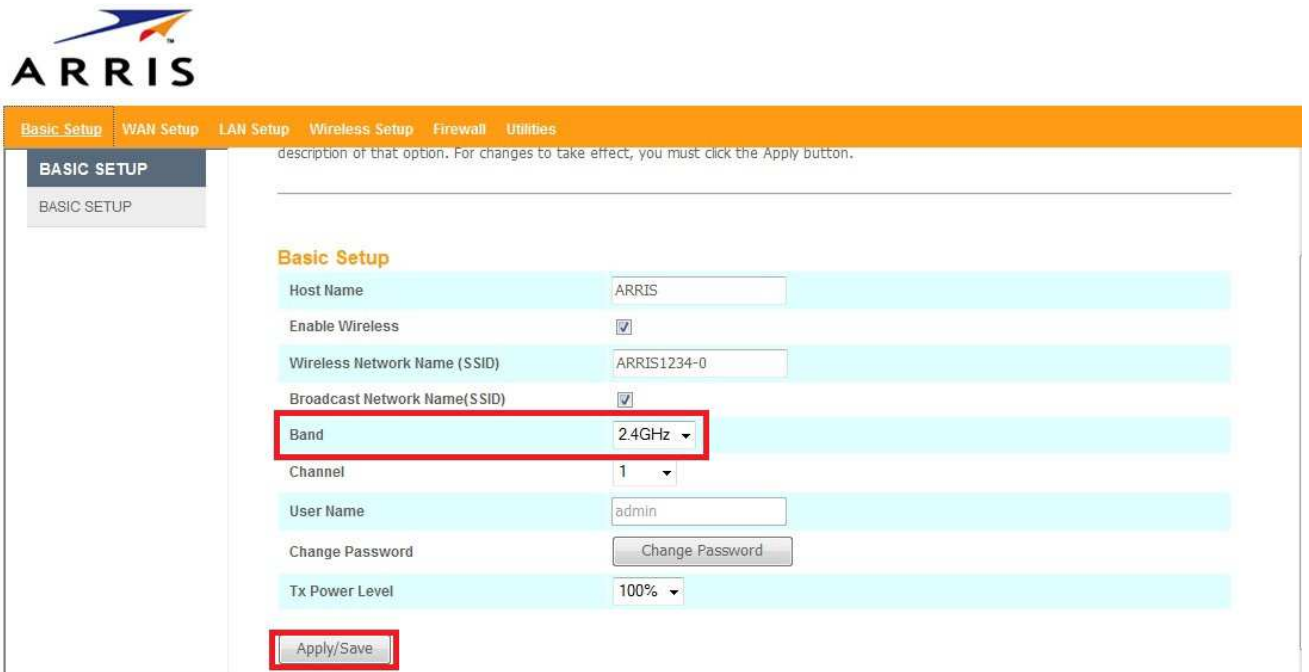 ARRIS
Basic Setup WAN Setup LAN Setup Wireless Setup Firewall Utilities
BASIC SETUP
BASIC SETUP
description of that option. For changes to take effect, you must click the Apply button.
Basic Setup
Host Name ARRIS
Enable Wireless
Wireless Network Name (SSID) ARRIS1234-0
Broadcast Network Name(SSID)
Band 2.4GHz
Channel 1
User Name admin
Change Password Change Password
Tx Power Level 100%
Apply/Save